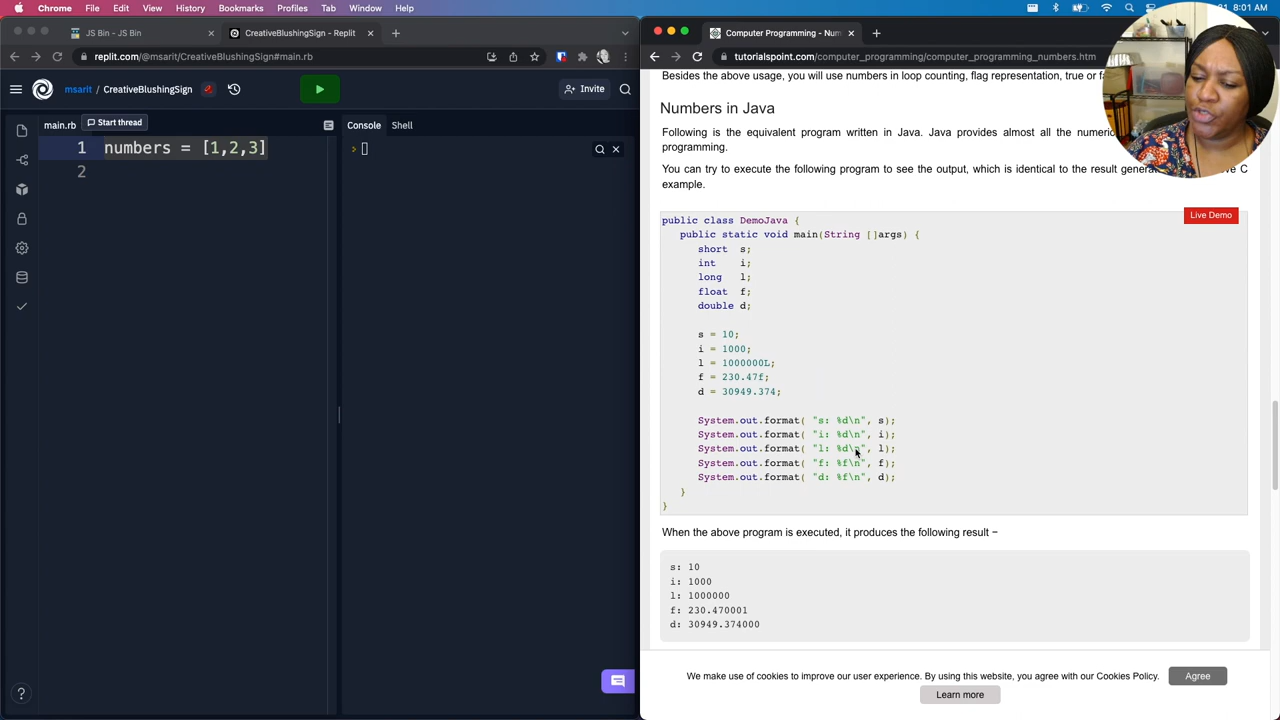 Chrome File Edit View History Bookmarks Profiles Tab Window Help
8:01 AM
JS Bin - JS Bin
CreativeBlushingSign - Replit
replit.com/@msarit/CreativeBlushingSign#main.rb
msarit / CreativeBlushingSign
Invite
main.rb
Start thread
Console
Shell
1 numbers = [1,2,3]
2
Computer Programming - Num
tutorialspoint.com/computer_programming/computer_programming_numbers.htm
Besides the above usage, you will use numbers in loop counting, flag representation, true or
Numbers in Java
Following is the equivalent program written in Java. Java provides almost all the
programming.
You can try to execute the following program to see the output, which is identical to the result
C
example.
Live Demo
public class DemoJava {
public static void main(String []args) {
short s;
int i;
long l;
float f;
double d;
s = 10;
i = 1000;
l = 1000000L;
f = 230.47f;
d = 30949.374;
System.out.format( "s: %d\n", s);
System.out.format( "i: %d\n", i);
System.out.format( "l: %d\n", l);
System.out.format( "f: %f\n", f);
System.out.format( "d: %f\n", d);
}
}
When the above program is executed, it produces the following result −
s: 10
i: 1000
l: 1000000
f: 230.470001
d: 30949.374000
We make use of cookies to improve our user experience. By using this website, you agree with our Cookies Policy.
Agree
Learn more